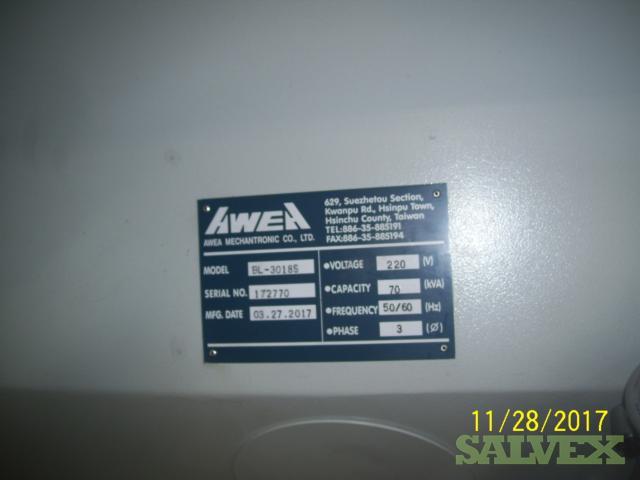 AWEA
AWEA MECHANTRONIC CO., LTD.
629, Suezhetou Section,
Kwanpu Rd., Hsinpu Town,
Hsinchu County, Taiwan
TEL:886-35-885191
FAX:886-35-885194
MODEL BL-3018S
SERIAL NO. 172770
MFG. DATE 03.27.2017
•VOLTAGE 220 (V)
•CAPACITY 70 (kVA)
•FREQUENCY 50/60 (Hz)
•PHASE 3 (Ø)
11/28/2017
SALVEX